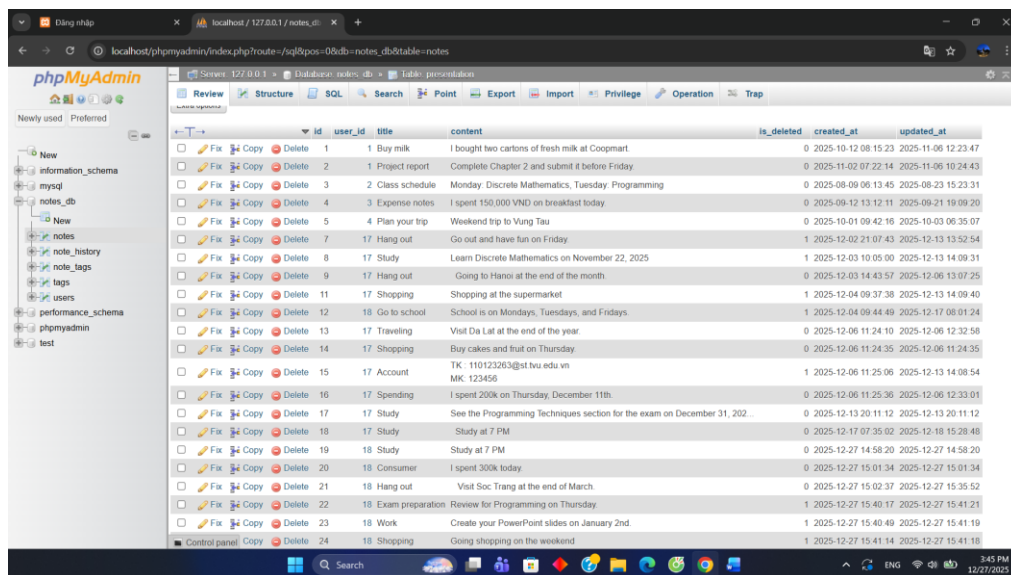 Đăng nhập
localhost / 127.0.0.1 / notes_db
localhost/phpmyadmin/index.php?route=/sql&pos=0&db=notes_db&table=notes
phpMyAdmin
Newly used Preferred
New
information_schema
mysql
notes_db
New
notes
note_history
note_tags
tags
users
performance_schema
phpmyadmin
test
Server: 127.0.0.1 » Database: notes_db » Table: presentation
Review Structure SQL Search Point Export Import Privilege Operation Trap
Extra options
←T→ id user_id title content is_deleted created_at updated_at
Fix Copy Delete 1 1 Buy milk I bought two cartons of fresh milk at Coopmart. 0 2025-10-12 08:15:23 2025-11-06 12:23:47
Fix Copy Delete 2 1 Project report Complete Chapter 2 and submit it before Friday. 0 2025-11-02 07:22:14 2025-11-06 10:24:43
Fix Copy Delete 3 2 Class schedule Monday: Discrete Mathematics, Tuesday: Programming 0 2025-08-09 06:13:45 2025-08-23 15:23:31
Fix Copy Delete 4 3 Expense notes I spent 150,000 VND on breakfast today. 0 2025-09-12 13:12:11 2025-09-21 19:09:20
Fix Copy Delete 5 4 Plan your trip Weekend trip to Vung Tau 0 2025-10-01 09:42:16 2025-10-03 06:35:07
Fix Copy Delete 7 17 Hang out Go out and have fun on Friday. 1 2025-12-02 21:07:43 2025-12-13 13:52:54
Fix Copy Delete 8 17 Study Learn Discrete Mathematics on November 22, 2025 1 2025-12-03 10:05:00 2025-12-13 14:09:31
Fix Copy Delete 9 17 Hang out Going to Hanoi at the end of the month. 0 2025-12-03 14:43:57 2025-12-06 13:07:25
Fix Copy Delete 11 17 Shopping Shopping at the supermarket 1 2025-12-04 09:37:38 2025-12-13 14:09:40
Fix Copy Delete 12 18 Go to school School is on Mondays, Tuesdays, and Fridays. 1 2025-12-04 09:44:49 2025-12-17 08:01:24
Fix Copy Delete 13 17 Traveling Visit Da Lat at the end of the year. 0 2025-12-06 11:24:10 2025-12-06 12:32:58
Fix Copy Delete 14 17 Shopping Buy cakes and fruit on Thursday. 0 2025-12-06 11:24:35 2025-12-06 11:24:35
Fix Copy Delete 15 17 Account TK : 110123263@st.tvu.edu.vn 1 2025-12-06 11:25:06 2025-12-13 14:08:54
MK: 123456
Fix Copy Delete 16 17 Spending I spent 200k on Thursday, December 11th. 0 2025-12-06 11:25:36 2025-12-06 12:33:01
Fix Copy Delete 17 17 Study See the Programming Techniques section for the exam on December 31, 202... 0 2025-12-13 20:11:12 2025-12-13 20:11:12
Fix Copy Delete 18 17 Study Study at 7 PM 0 2025-12-17 07:35:02 2025-12-18 15:28:48
Fix Copy Delete 19 18 Study Study at 7 PM 0 2025-12-27 14:58:20 2025-12-27 14:58:20
Fix Copy Delete 20 18 Consumer I spent 300k today. 0 2025-12-27 15:01:34 2025-12-27 15:01:34
Fix Copy Delete 21 18 Hang out Visit Soc Trang at the end of March. 0 2025-12-27 15:02:37 2025-12-27 15:35:52
Fix Copy Delete 22 18 Exam preparation Review for Programming on Thursday. 1 2025-12-27 15:40:17 2025-12-27 15:41:21
Fix Copy Delete 23 18 Work Create your PowerPoint slides on January 2nd. 1 2025-12-27 15:40:49 2025-12-27 15:41:19
Control panel Copy Delete 24 18 Shopping Going shopping on the weekend 1 2025-12-27 15:41:14 2025-12-27 15:41:18
Search
ENG
3:45 PM
12/27/2025